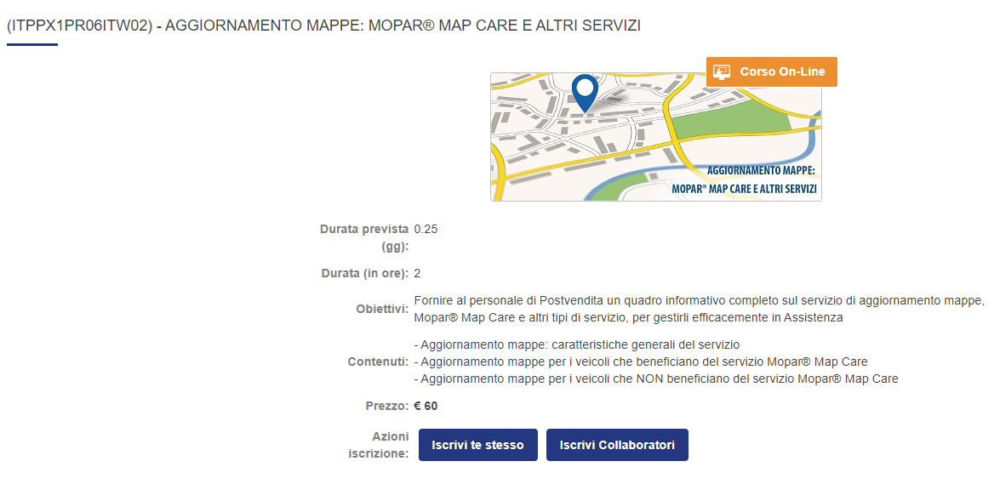 (ITPPX1PR06ITW02) - AGGIORNAMENTO MAPPE: MOPAR® MAP CARE E ALTRI SERVIZI
Corso On-Line
AGGIORNAMENTO MAPPE:
MOPAR® MAP CARE E ALTRI SERVIZI
Durata prevista (gg): 0.25
Durata (in ore): 2
Obiettivi: Fornire al personale di Postvendita un quadro informativo completo sul servizio di aggiornamento mappe,
Mopar® Map Care e altri tipi di servizio, per gestirli efficacemente in Assistenza
Contenuti:
- Aggiornamento mappe: caratteristiche generali del servizio
- Aggiornamento mappe per i veicoli che beneficiano del servizio Mopar® Map Care
- Aggiornamento mappe per i veicoli che NON beneficiano del servizio Mopar® Map Care
Prezzo: € 60
Azioni iscrizione: Iscrivi te stesso Iscrivi Collaboratori